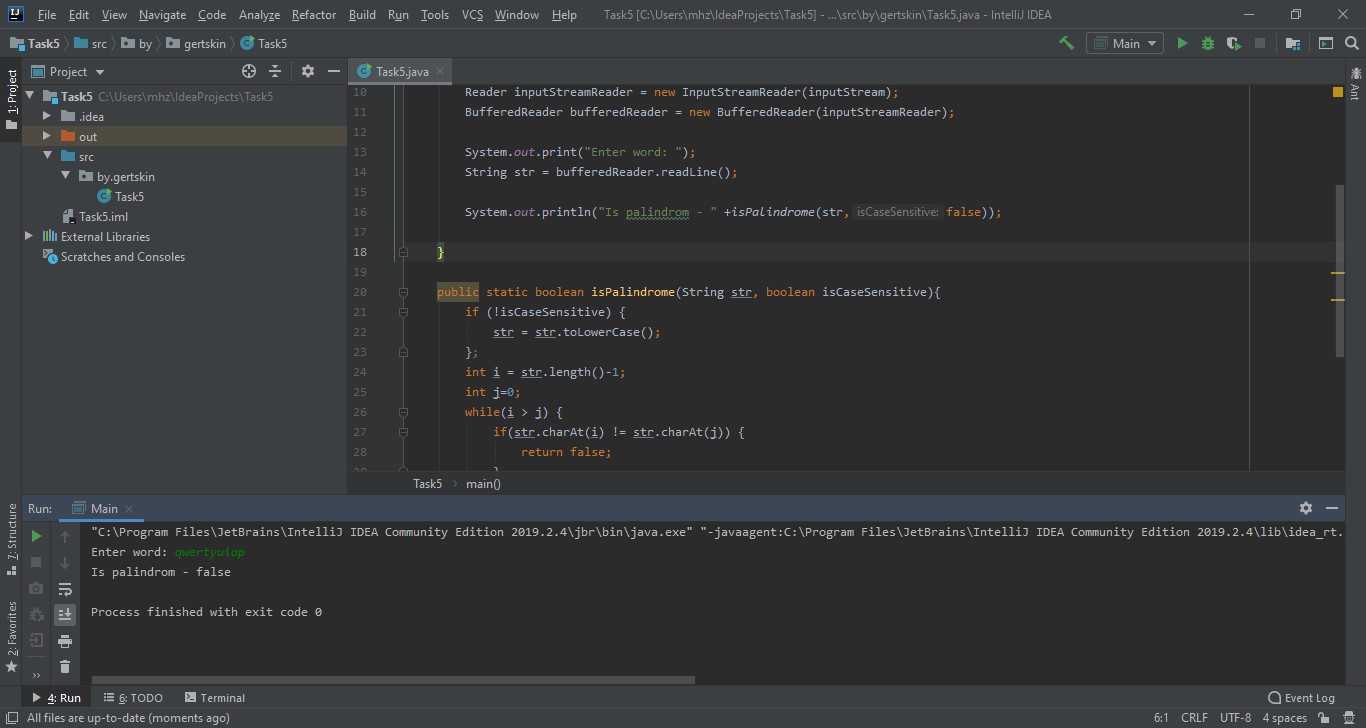 File Edit View Navigate Code Analyze Refactor Build Run Tools VCS Window Help Task5 [C:\Users\mhz\IdeaProjects\Task5] - ...\src\by\gertskin\Task5.java - IntelliJ IDEA
Task5 src by gertskin Task5 Main
1: Project
Project
Task5 C:\Users\mhz\IdeaProjects\Task5
.idea
out
src
by.gertskin
Task5
Task5.iml
External Libraries
Scratches and Consoles
Task5.java
Ant
10 Reader inputStreamReader = new InputStreamReader(inputStream);
11 BufferedReader bufferedReader = new BufferedReader(inputStreamReader);
12
13 System.out.print("Enter word: ");
14 String str = bufferedReader.readLine();
15
16 System.out.println("Is palindrom - " +isPalindrome(str, isCaseSensitive: false));
17
18 }
19
20 public static boolean isPalindrome(String str, boolean isCaseSensitive){
21 if (!isCaseSensitive) {
22 str = str.toLowerCase();
23 };
24 int i = str.length()-1;
25 int j=0;
26 while(i > j) {
27 if(str.charAt(i) != str.charAt(j)) {
28 return false;
29 }
Task5 main()
Run: Main
7: Structure
2: Favorites
"C:\Program Files\JetBrains\IntelliJ IDEA Community Edition 2019.2.4\jbr\bin\java.exe" "-javaagent:C:\Program Files\JetBrains\IntelliJ IDEA Community Edition 2019.2.4\lib\idea_rt.
Enter word: qwertyuiop
Is palindrom - false
Process finished with exit code 0
4: Run 6: TODO Terminal Event Log
All files are up-to-date (moments ago) 6:1 CRLF UTF-8 4 spaces